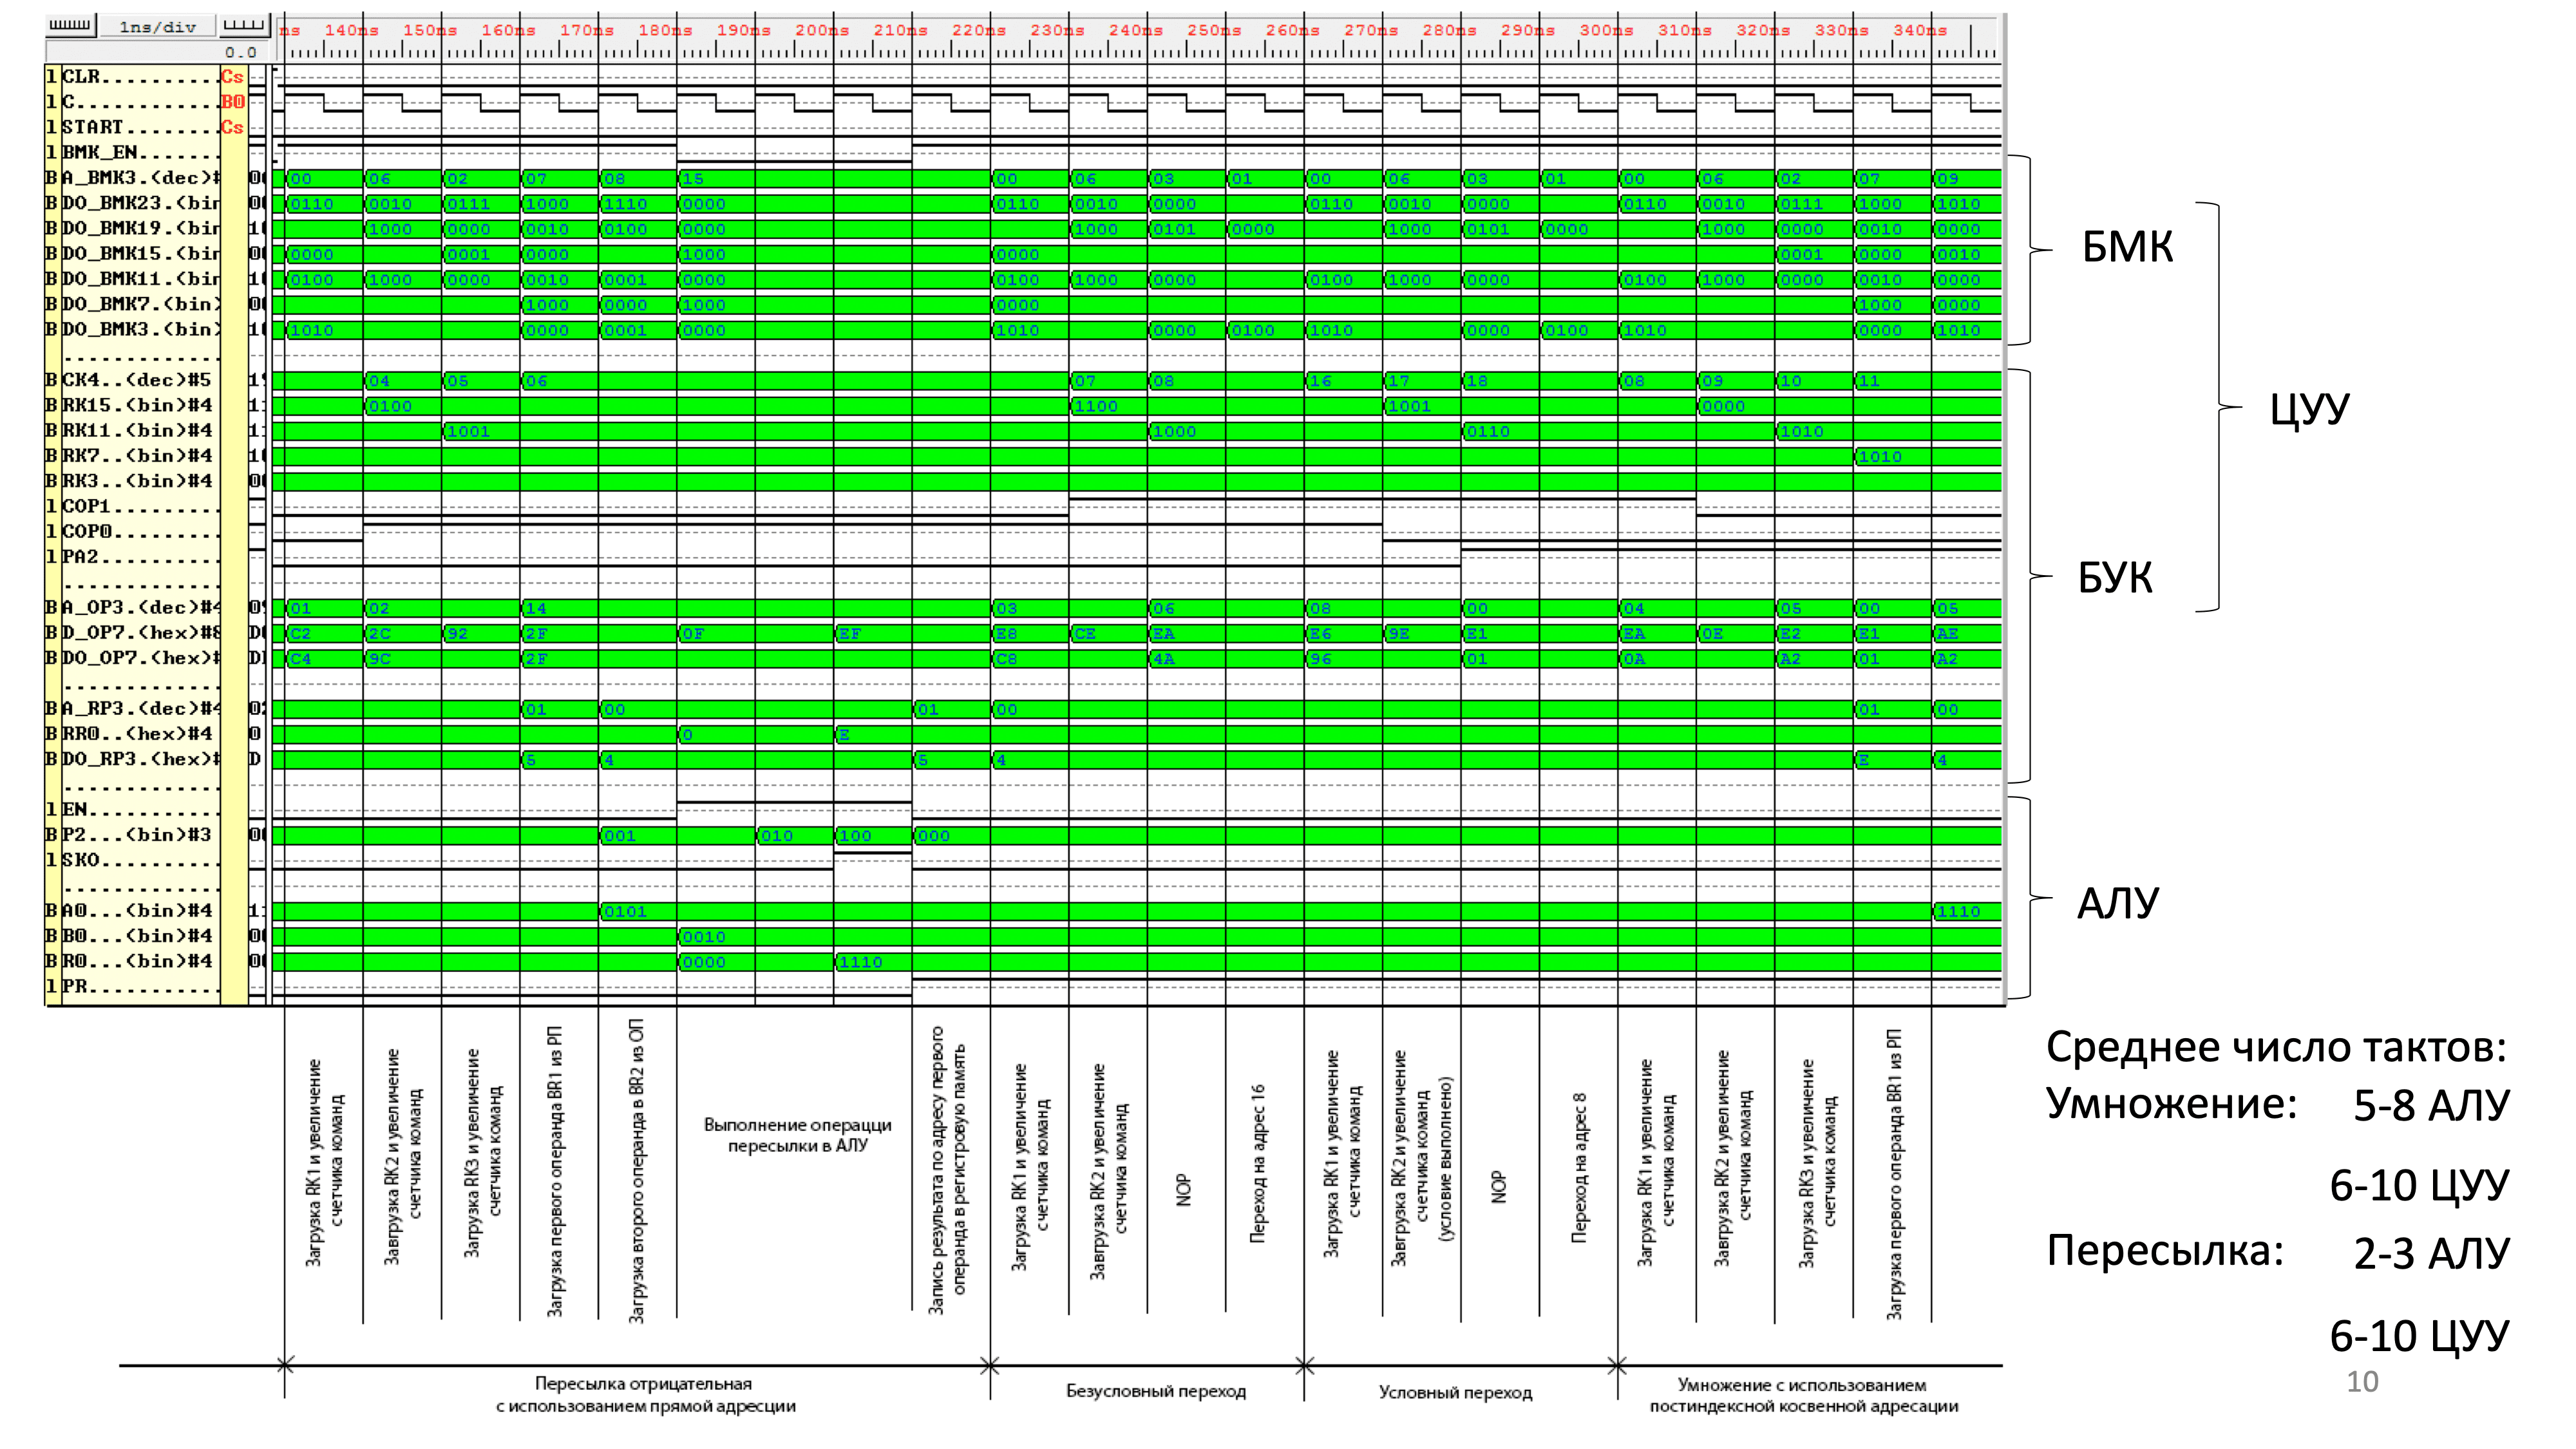 1ns/div
0.0
ns 140ns 150ns 160ns 170ns 180ns 190ns 200ns 210ns 220ns 230ns 240ns 250ns 260ns 270ns 280ns 290ns 300ns 310ns 320ns 330ns 340ns
1 CLR.......... Cs
1 C............ B0
1 START........ Cs
1 BMK_EN.......
B A_BMK3.(dec)# 00 06 02 07 08 15 00 06 03 01 00 06 03 01 00 06 02 07 09
B DO_BMK23.(bin 0110 0010 0111 1000 1110 0000 0110 0010 0000 0110 0010 0000 0110 0010 0111 1000 1010
B DO_BMK19.(bin 1000 0000 0010 0100 0000 1000 0101 0000 1000 0101 0000 1000 0000 0010 0000
B DO_BMK15.(bin 0000 0001 0000 1000 0000 0001 0000 0010
B DO_BMK11.(bin 0100 1000 0000 0010 0001 0000 0100 1000 0000 0100 1000 0000 0100 1000 0000 0010 0000
B DO_BMK7.(bin) 1000 0000 1000 0000 1000 0000
B DO_BMK3.(bin) 1010 0000 0001 0000 1010 0000 0100 1010 0000 0100 1010 0000 1010
B CK4..(dec)#5 04 05 06 07 08 16 17 18 08 09 10 11
B RK15.(bin)#4 0100 1100 1001 0000
B RK11.(bin)#4 1001 1000 0110 1010
B RK7..(bin)#4 1010
B RK3..(bin)#4
1 COP1.........
1 COP0.........
1 PA2..........
B A_OP3.(dec)#4 01 02 14 03 06 08 00 04 05 00 05
B D_OP7.(hex)#8 C2 2C 92 2F 0F EF E8 CE EA E6 9E E1 EA 0E E2 E1 AE
B DO_OP7.(hex)# C4 9C 2F C8 4A 96 01 0A A2 01 A2
B A_RP3.(dec)#4 01 00 01 00 01 00
B RR0..(hex)#4 0 E
B DO_RP3.(hex)# 5 4 5 4 E 4
1 EN...........
B P2...(bin)#3 001 010 100 000
1 SKO..........
B A0...(bin)#4 0101 1110
B B0...(bin)#4 0010
B R0...(bin)#4 0000 1110
1 PR...........
БМК
ЦУУ
БУК
АЛУ
Загрузка RK1 и увеличение
счетчика команд
Завгрузка RK2 и увеличение
счетчика команд
Загрузка RK3 и увеличение
счетчика команд
Загрузка первого операнда BR1 из РП
Загрузка второго операнда в BR2 из ОП
Выполнение операцци
пересылки в АЛУ
Запись результата по адресу первого
операнда в регистровую память
Загрузка RK1 и увеличение
счетчика команд
Завгрузка RK2 и увеличение
счетчика команд
NOP
Переход на адрес 16
Загрузка RK1 и увеличение
счетчика команд
Завгрузка RK2 и увеличение
счетчика команд
(условие выполнено)
NOP
Переход на адрес 8
Загрузка RK1 и увеличение
счетчика команд
Завгрузка RK2 и увеличение
счетчика команд
Загрузка RK3 и увеличение
счетчика команд
Загрузка первого операнда BR1 из РП
Пересылка отрицательная
с использованием прямой адресции
Безусловный переход
Условный переход
Умножение с использованием
постиндексной косвенной адресации
Среднее число тактов:
Умножение: 5-8 АЛУ
6-10 ЦУУ
Пересылка: 2-3 АЛУ
6-10 ЦУУ
10